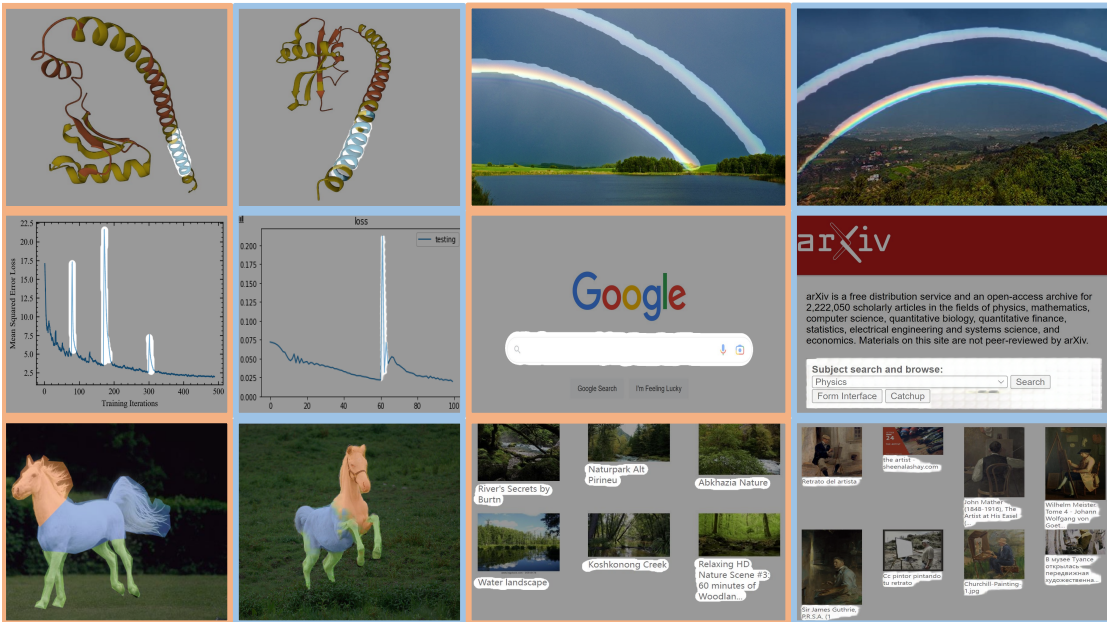 22.5
20.0
17.5
15.0
12.5
10.0
7.5
5.0
2.5
Mean Squared Error Loss
0 100 200 300 400 500
Training Iterations
loss
testing
0.200
0.175
0.150
0.125
0.100
0.075
0.050
0.025
0.000
0 20 40 60 80 100
Google
Google Search I'm Feeling Lucky
arXiv
arXiv is a free distribution service and an open-access archive for
2,222,050 scholarly articles in the fields of physics, mathematics,
computer science, quantitative biology, quantitative finance,
statistics, electrical engineering and systems science, and
economics. Materials on this site are not peer-reviewed by arXiv.
Subject search and browse:
Physics Search
Form Interface Catchup
River's Secrets by
Burtn
Naturpark Alt
Pirineu
Abkhazia Nature
Water landscape
Koshkonong Creek
Relaxing HD
Nature Scene #3
60 minutes of
Woodlan...
Retrato del artista
24
the artist -
sheenalashay.com
John Mather -
(1848-1916), The
Artist at His Easel
Wilhelm Meister
Tome 4 - Johann
Wolfgang von
Goet...
Sir James Guthrie,
P.R.S.A. (1
Cc pintor pintando
tu retrato
Churchill-Painting-
1.jpg
В музее Tyance
открылась
передвижная
художественна...